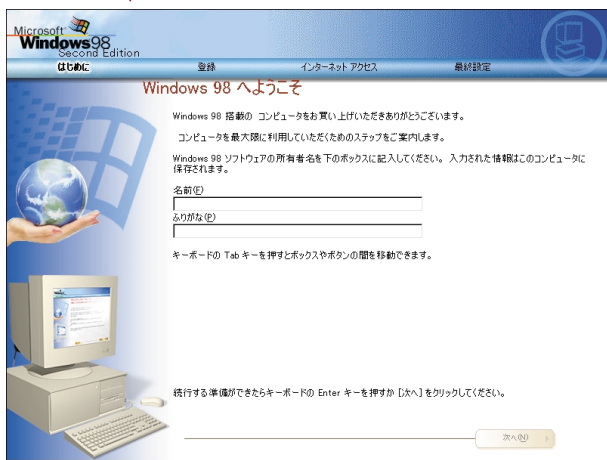 Microsoft
Windows98
Second Edition
はじめに 登録 インターネット アクセス 最終設定
Windows 98 へようこそ
Windows 98 搭載の コンピュータをお買い上げいただきありがとうございます。
コンピュータを最大限に利用していただくためのステップをご案内します。
Windows 98 ソフトウェアの所有者名を下のボックスに記入してください。 入力された情報はこのコンピュータに
保存されます。
名前(F)
ふりがな(P)
キーボードの Tab キーを押すとボックスやボタンの間を移動できます。
続行する準備ができたらキーボードの Enter キーを押すか [次へ] をクリックしてください。
次へ(N)